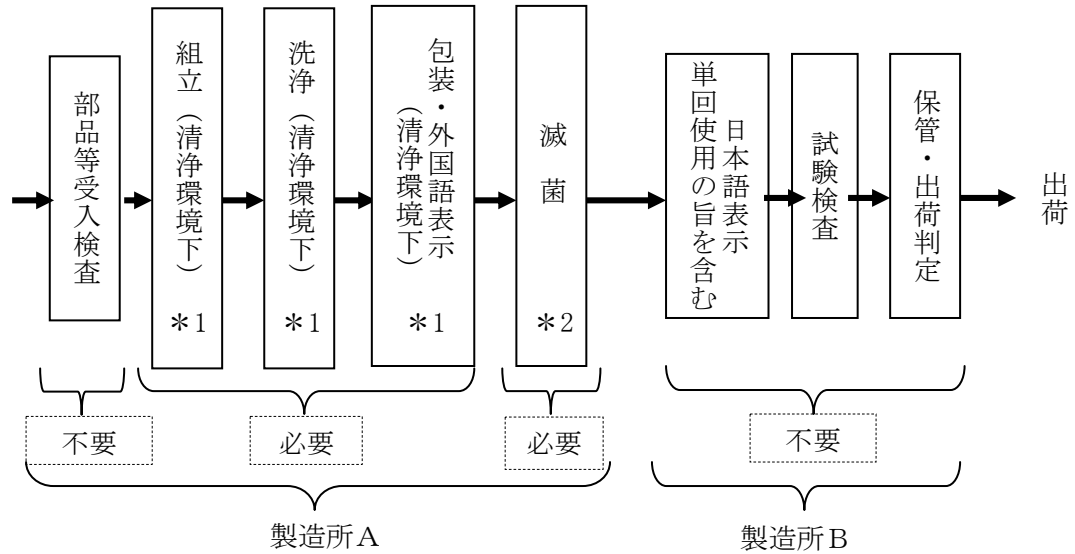 部品等受入検査
組立（清浄環境下）
＊1
洗浄（清浄環境下）
＊1
包装・外国語表示
（清浄環境下）
＊1
滅菌
＊2
日本語表示
単回使用の旨を含む
試験検査
保管・出荷判定
出荷
不要
必要
必要
不要
製造所A
製造所B